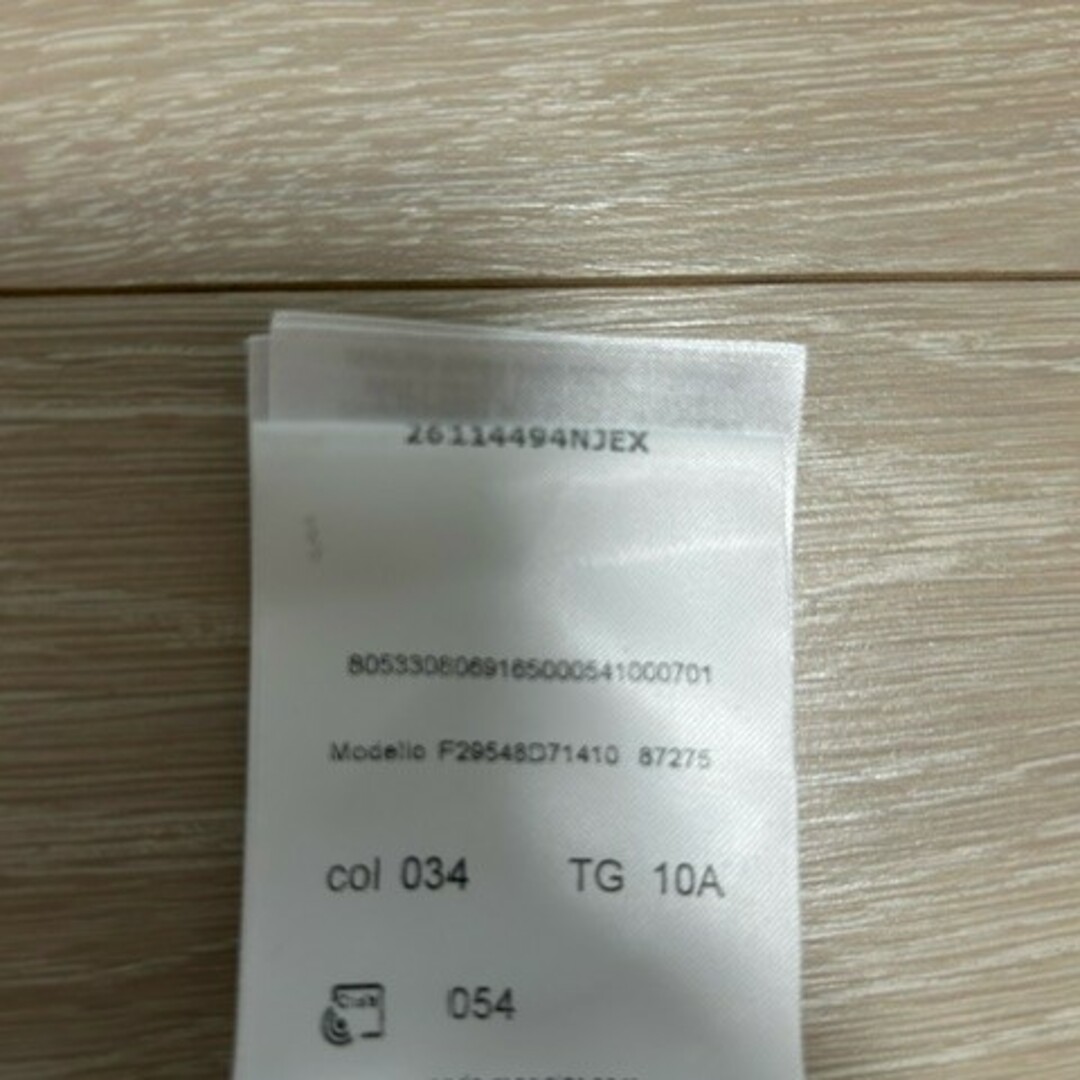 26114494NJEX
8053308069165000541000701
Modello F29548D71410 87275
col 034 TG 10A
054